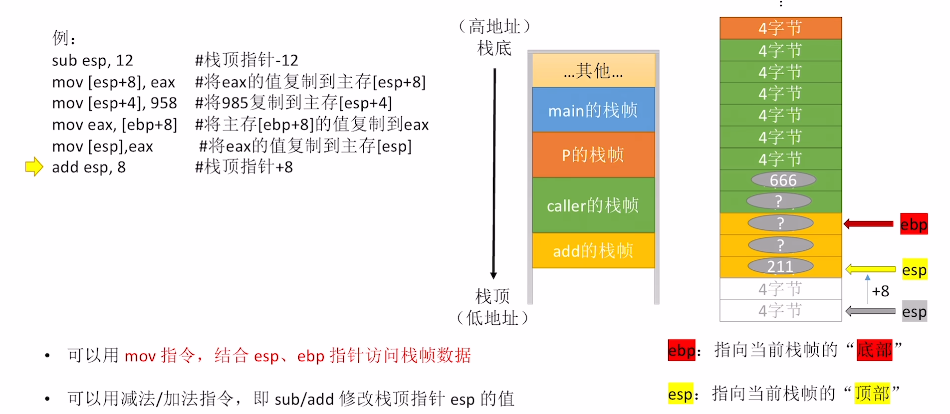 例：
sub esp, 12 #栈顶指针-12
mov [esp+8], eax #将eax的值复制到主存[esp+8]
mov [esp+4], 958 #将985复制到主存[esp+4]
mov eax, [ebp+8] #将主存[ebp+8]的值复制到eax
mov [esp],eax #将eax的值复制到主存[esp]
add esp, 8 #栈顶指针+8
（高地址）
栈底
…其他…
main的栈帧
P的栈帧
caller的栈帧
add的栈帧
栈顶
（低地址）
4字节
4字节
4字节
4字节
4字节
4字节
4字节
666
?
?
?
211
4字节
4字节
ebp
esp
+8
esp
• 可以用 mov 指令，结合 esp、ebp 指针访问栈帧数据
• 可以用减法/加法指令，即 sub/add 修改栈顶指针 esp 的值
ebp：指向当前栈帧的“底部”
esp：指向当前栈帧的“顶部”